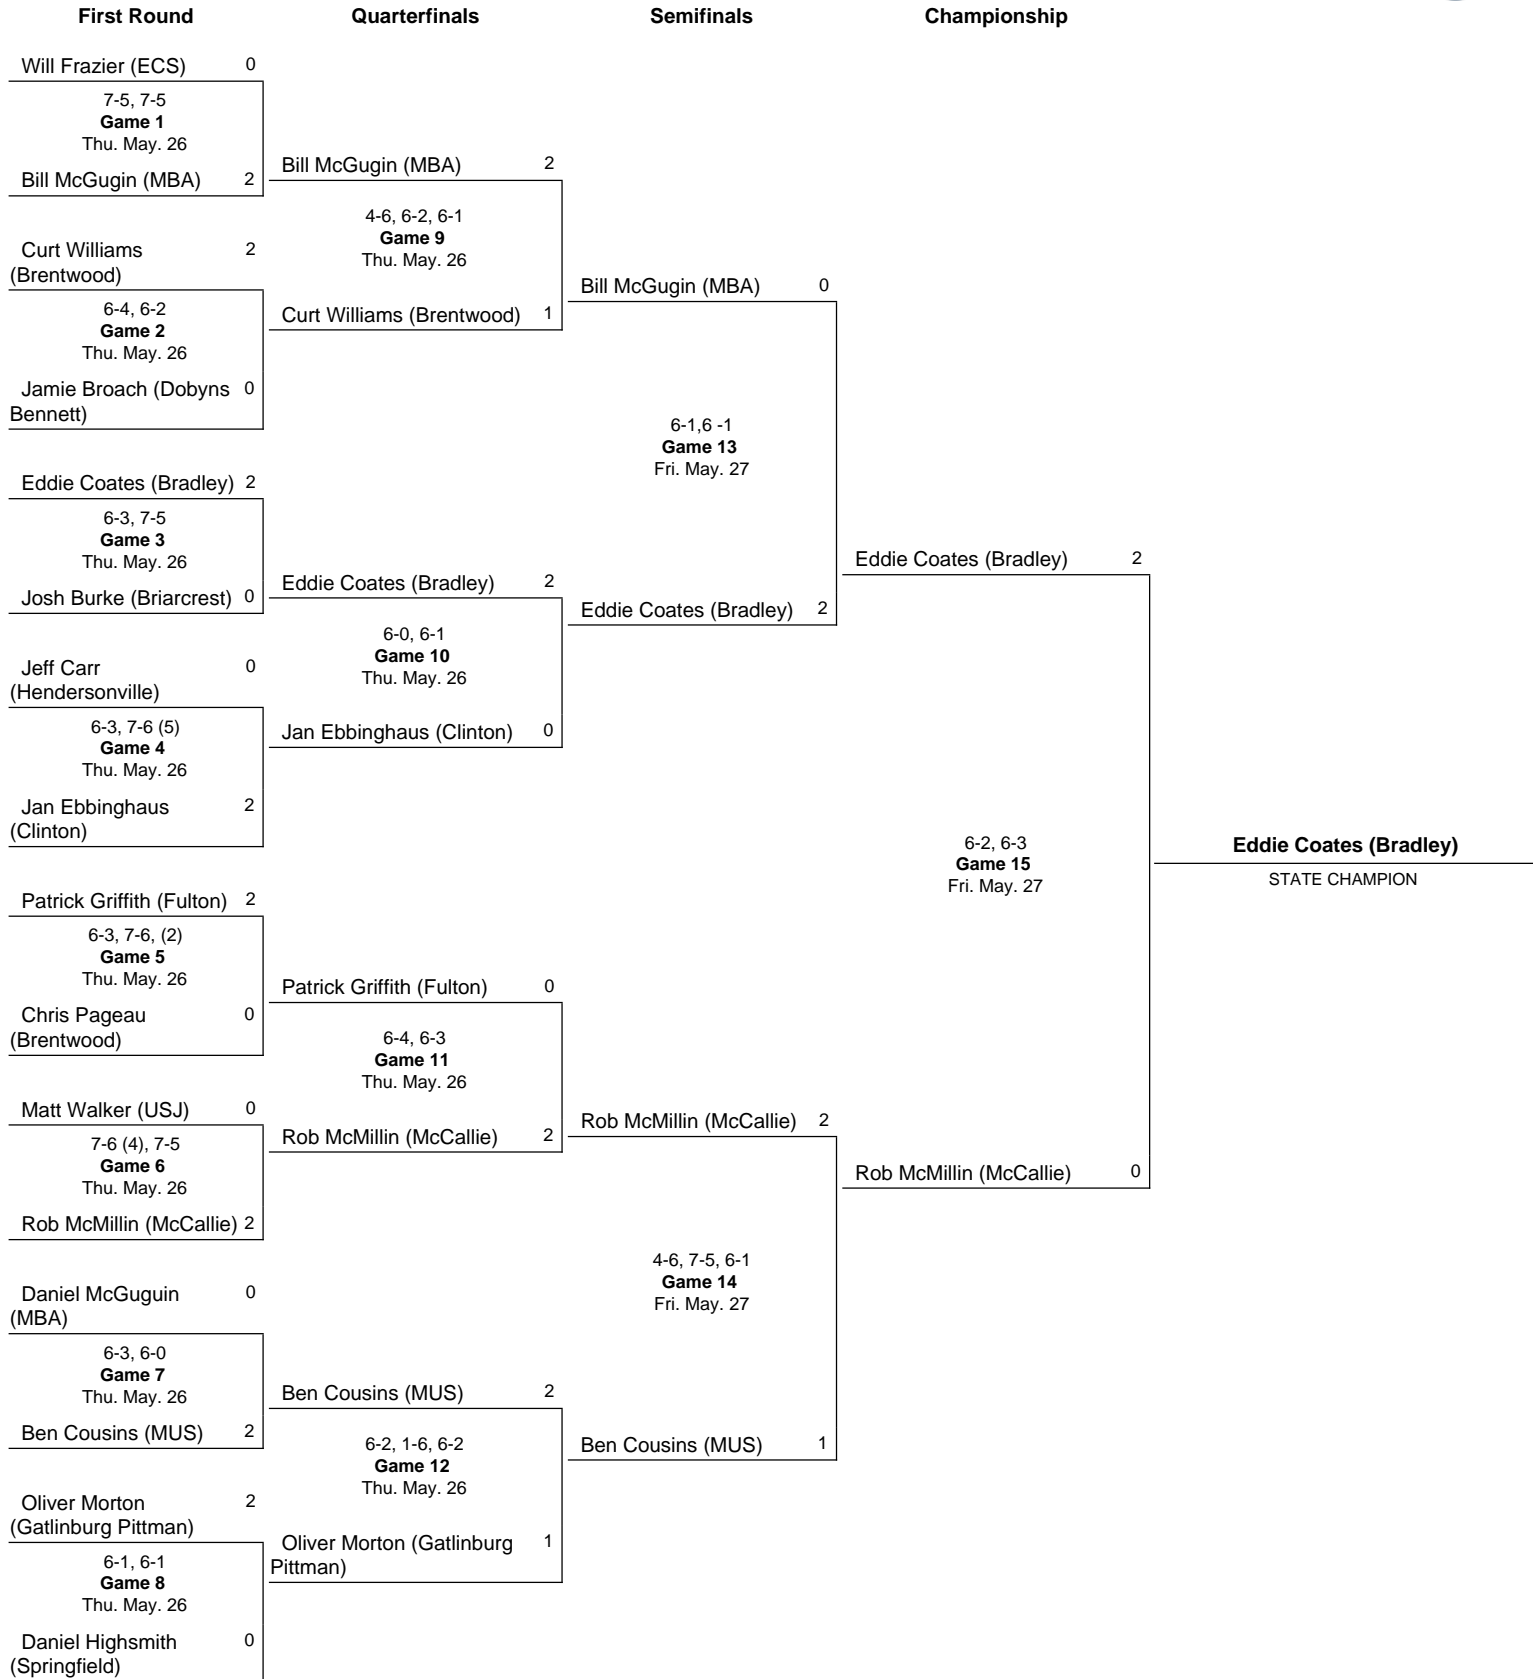 First Round
Quarterfinals
Semifinals
Championship
Will Frazier (ECS) 0
7-5, 7-5
Game 1
Thu. May. 26
Bill McGugin (MBA) 2
Curt Williams 2
(Brentwood)
6-4, 6-2
Game 2
Thu. May. 26
Jamie Broach (Dobyns 0
Bennett)
Eddie Coates (Bradley) 2
6-3, 7-5
Game 3
Thu. May. 26
Josh Burke (Briarcrest) 0
Jeff Carr 0
(Hendersonville)
6-3, 7-6 (5)
Game 4
Thu. May. 26
Jan Ebbinghaus 2
(Clinton)
Patrick Griffith (Fulton) 2
6-3, 7-6, (2)
Game 5
Thu. May. 26
Chris Pageau 0
(Brentwood)
Matt Walker (USJ) 0
7-6 (4), 7-5
Game 6
Thu. May. 26
Rob McMillin (McCallie) 2
Daniel McGuguin 0
(MBA)
6-3, 6-0
Game 7
Thu. May. 26
Ben Cousins (MUS) 2
Oliver Morton 2
(Gatlinburg Pittman)
6-1, 6-1
Game 8
Thu. May. 26
Daniel Highsmith 0
(Springfield)
Bill McGugin (MBA) 2
4-6, 6-2, 6-1
Game 9
Thu. May. 26
Curt Williams (Brentwood) 1
Eddie Coates (Bradley) 2
6-0, 6-1
Game 10
Thu. May. 26
Jan Ebbinghaus (Clinton) 0
Patrick Griffith (Fulton) 0
6-4, 6-3
Game 11
Thu. May. 26
Rob McMillin (McCallie) 2
Ben Cousins (MUS) 2
6-2, 1-6, 6-2
Game 12
Thu. May. 26
Oliver Morton (Gatlinburg 1
Pittman)
Bill McGugin (MBA) 0
6-1,6 -1
Game 13
Fri. May. 27
Eddie Coates (Bradley) 2
Rob McMillin (McCallie) 2
4-6, 7-5, 6-1
Game 14
Fri. May. 27
Ben Cousins (MUS) 1
Eddie Coates (Bradley) 2
6-2, 6-3
Game 15
Fri. May. 27
Rob McMillin (McCallie) 0
Eddie Coates (Bradley)
STATE CHAMPION